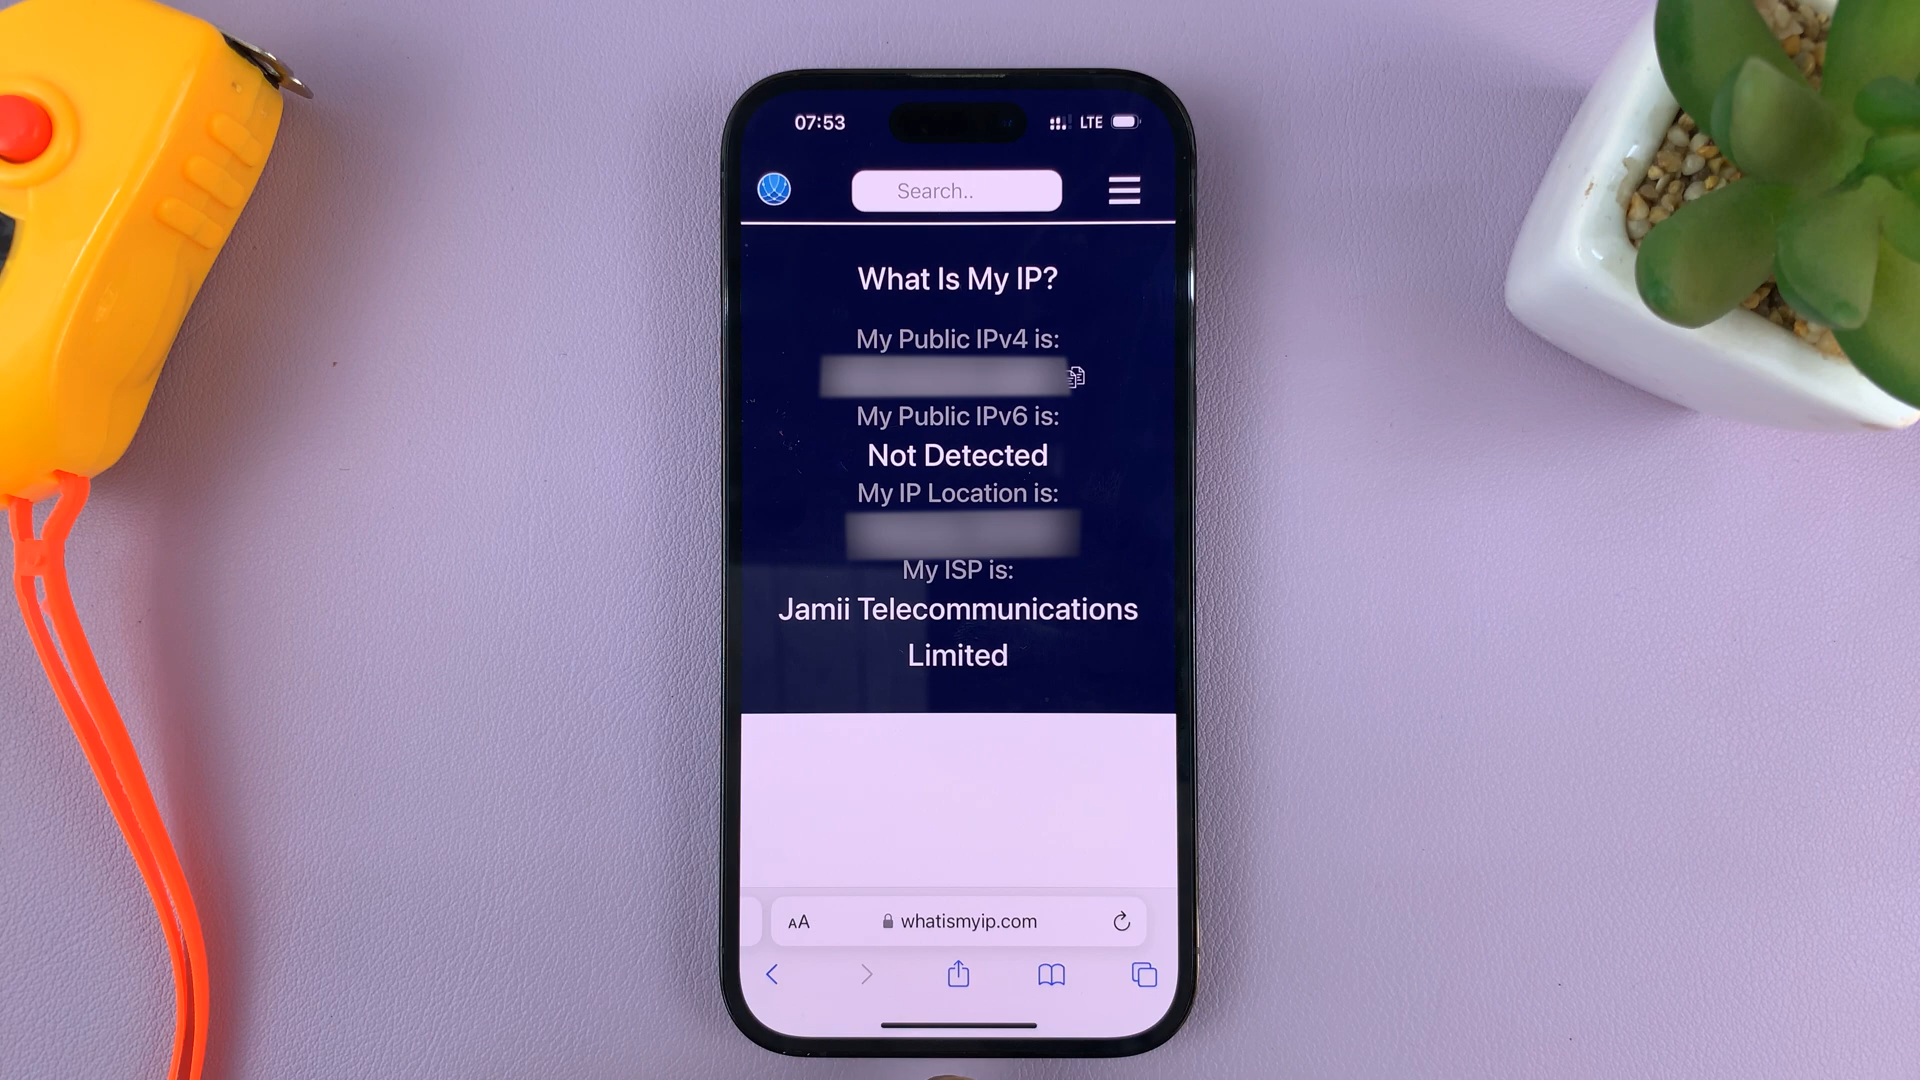 07:53 LTE
Search..
What Is My IP?
My Public IPv4 is:
My Public IPv6 is:
Not Detected
My IP Location is:
My ISP is:
Jamii Telecommunications
Limited
AA whatismyip.com